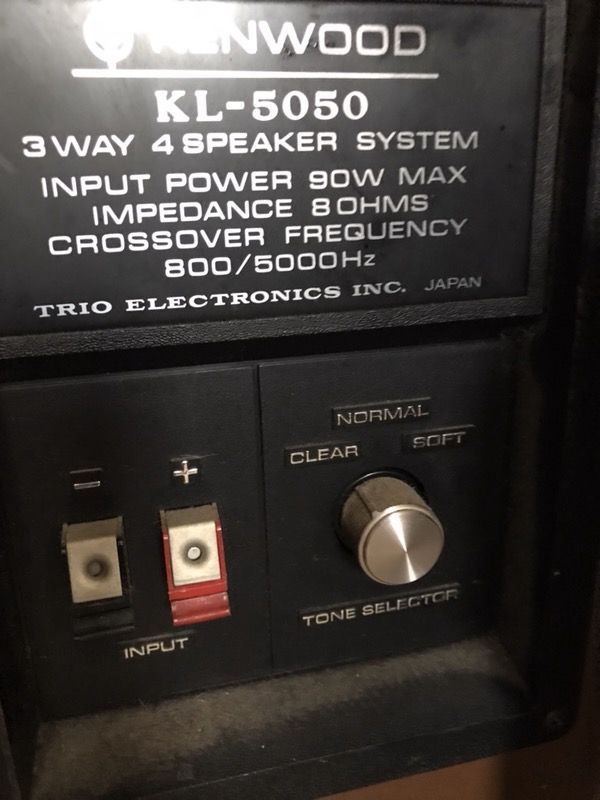 KENWOOD
KL-5050
3 WAY 4 SPEAKER SYSTEM
INPUT POWER 90W MAX
IMPEDANCE 8 OHMS
CROSSOVER FREQUENCY
800/5000Hz
TRIO ELECTRONICS INC. JAPAN
NORMAL
CLEAR SOFT
− +
TONE SELECTOR
INPUT